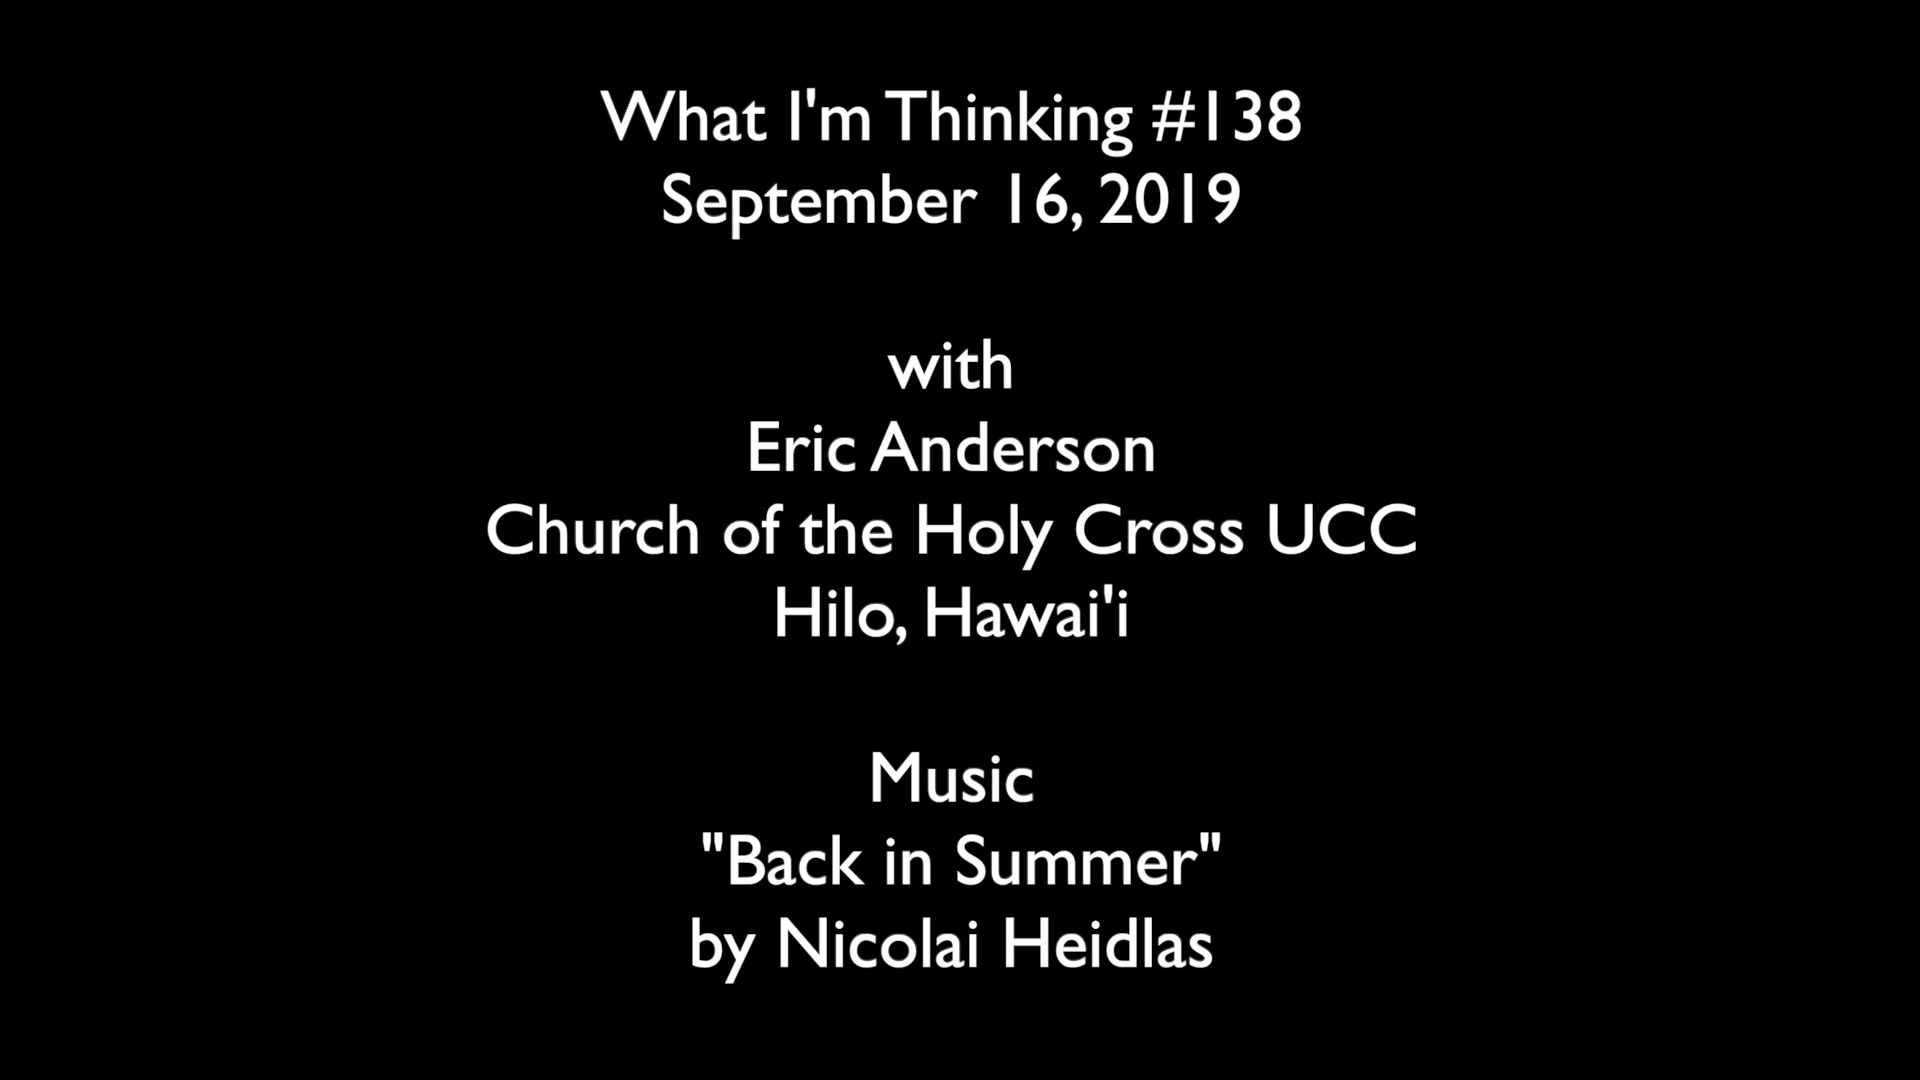 What I'm Thinking #138
September 16, 2019
with
Eric Anderson
Church of the Holy Cross UCC
Hilo, Hawai'i
Music
"Back in Summer"
by Nicolai Heidlas